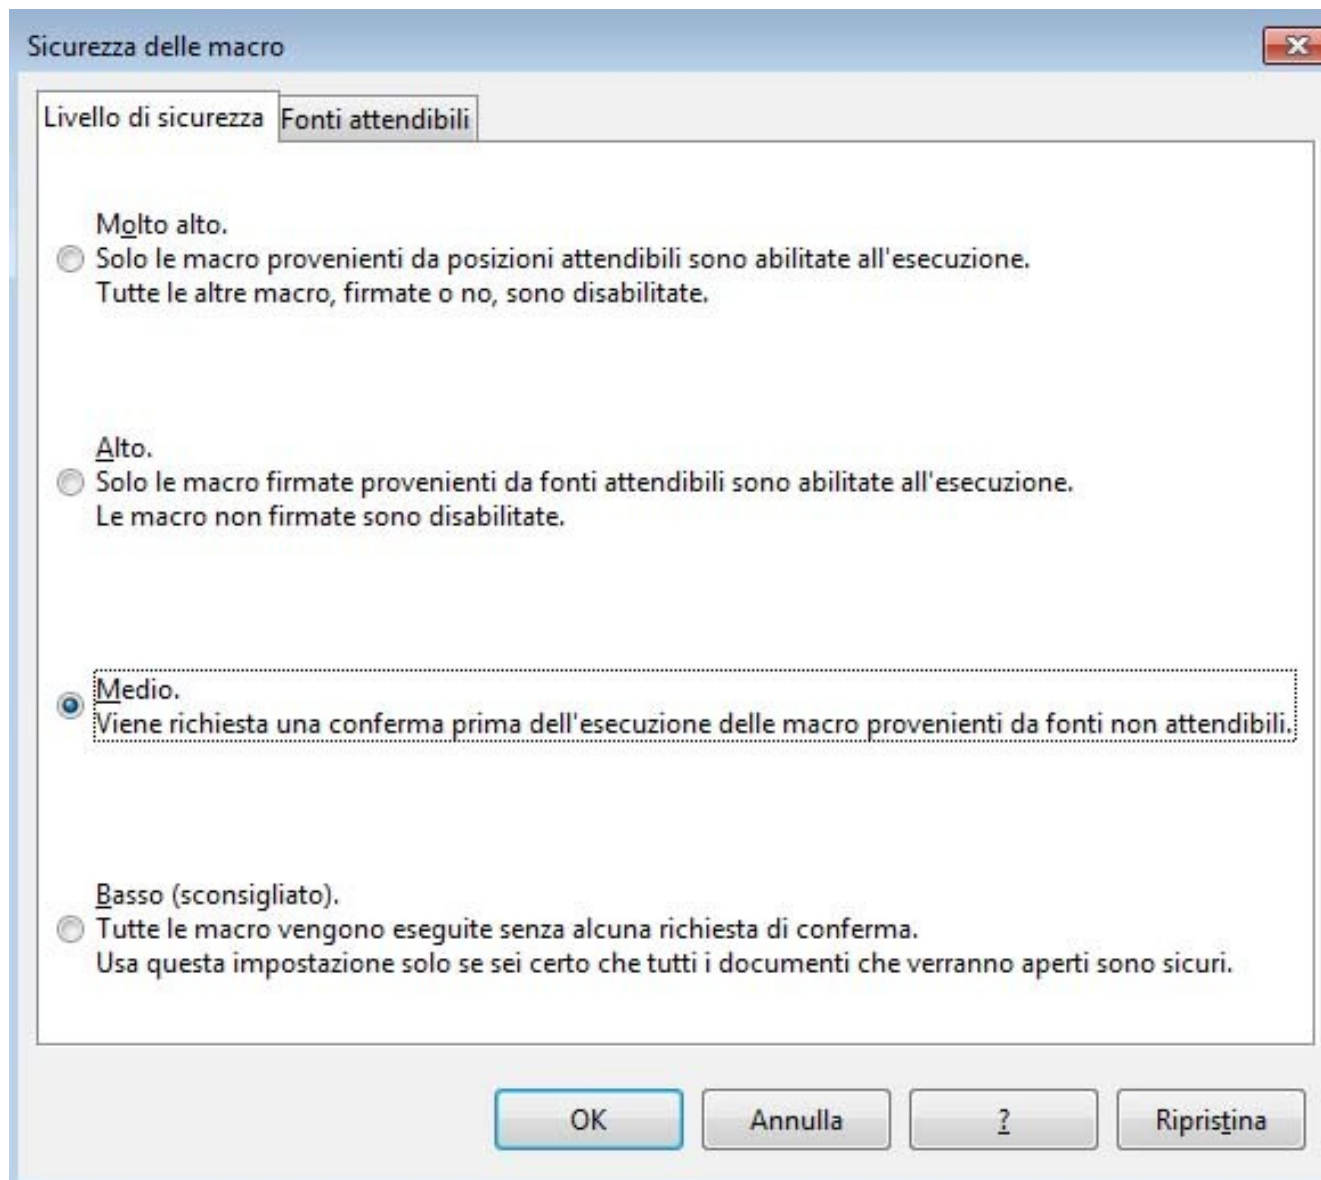 Sicurezza delle macro
Livello di sicurezza Fonti attendibili
Molto alto.
Solo le macro provenienti da posizioni attendibili sono abilitate all'esecuzione.
Tutte le altre macro, firmate o no, sono disabilitate.
Alto.
Solo le macro firmate provenienti da fonti attendibili sono abilitate all'esecuzione.
Le macro non firmate sono disabilitate.
Medio.
Viene richiesta una conferma prima dell'esecuzione delle macro provenienti da fonti non attendibili.
Basso (sconsigliato).
Tutte le macro vengono eseguite senza alcuna richiesta di conferma.
Usa questa impostazione solo se sei certo che tutti i documenti che verranno aperti sono sicuri.
OK Annulla ? Ripristina